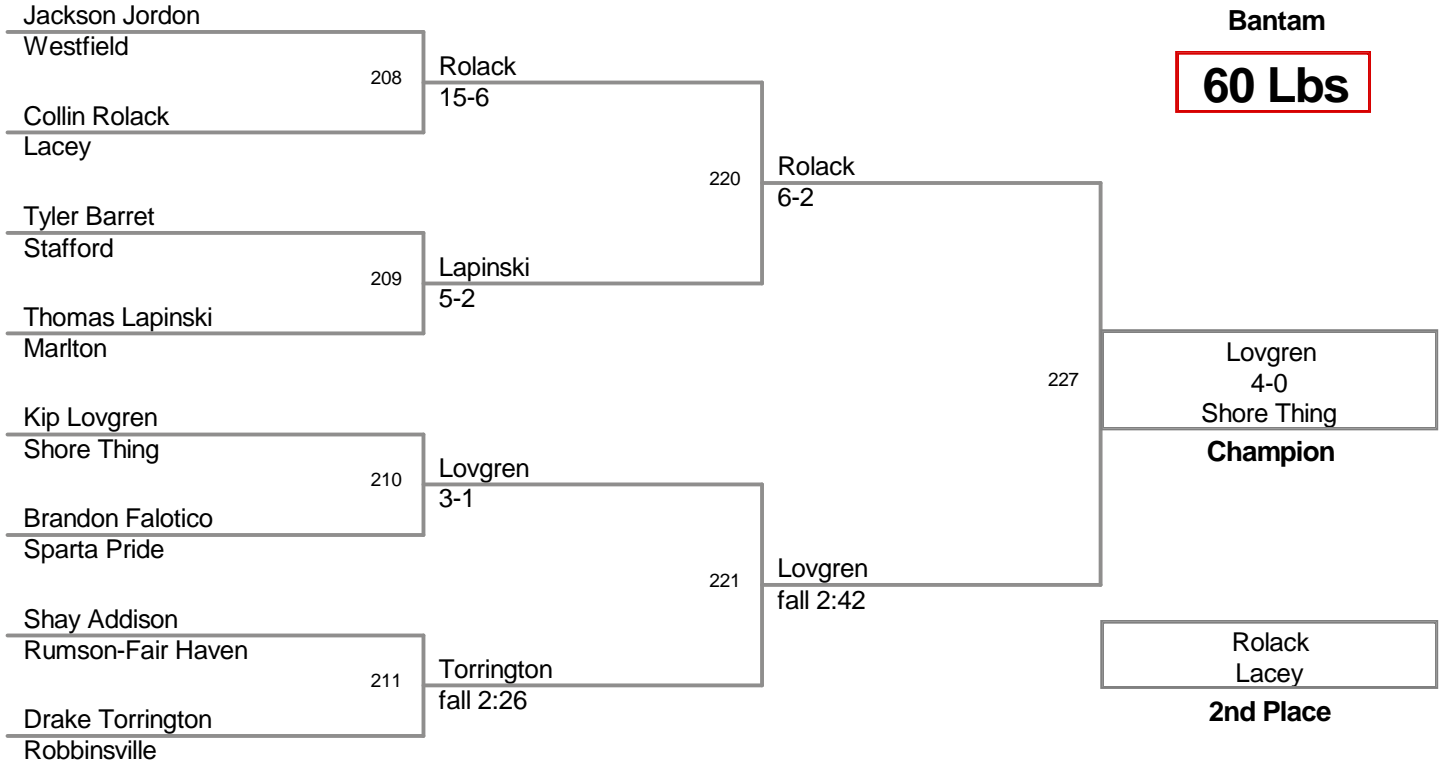 Jackson Jordon
Westfield
208
Collin Rolack
Lacey
Tyler Barret
Stafford
209
Thomas Lapinski
Marlton
Kip Lovgren
Shore Thing
210
Brandon Falotico
Sparta Pride
Shay Addison
Rumson-Fair Haven
211
Drake Torrington
Robbinsville
Rolack
15-6
220
Lapinski
5-2
Lovgren
3-1
221
Torrington
fall 2:26
Rolack
6-2
227
Lovgren
fall 2:42
Bantam
60 Lbs
Lovgren
4-0
Shore Thing
Champion
Rolack
Lacey
2nd Place